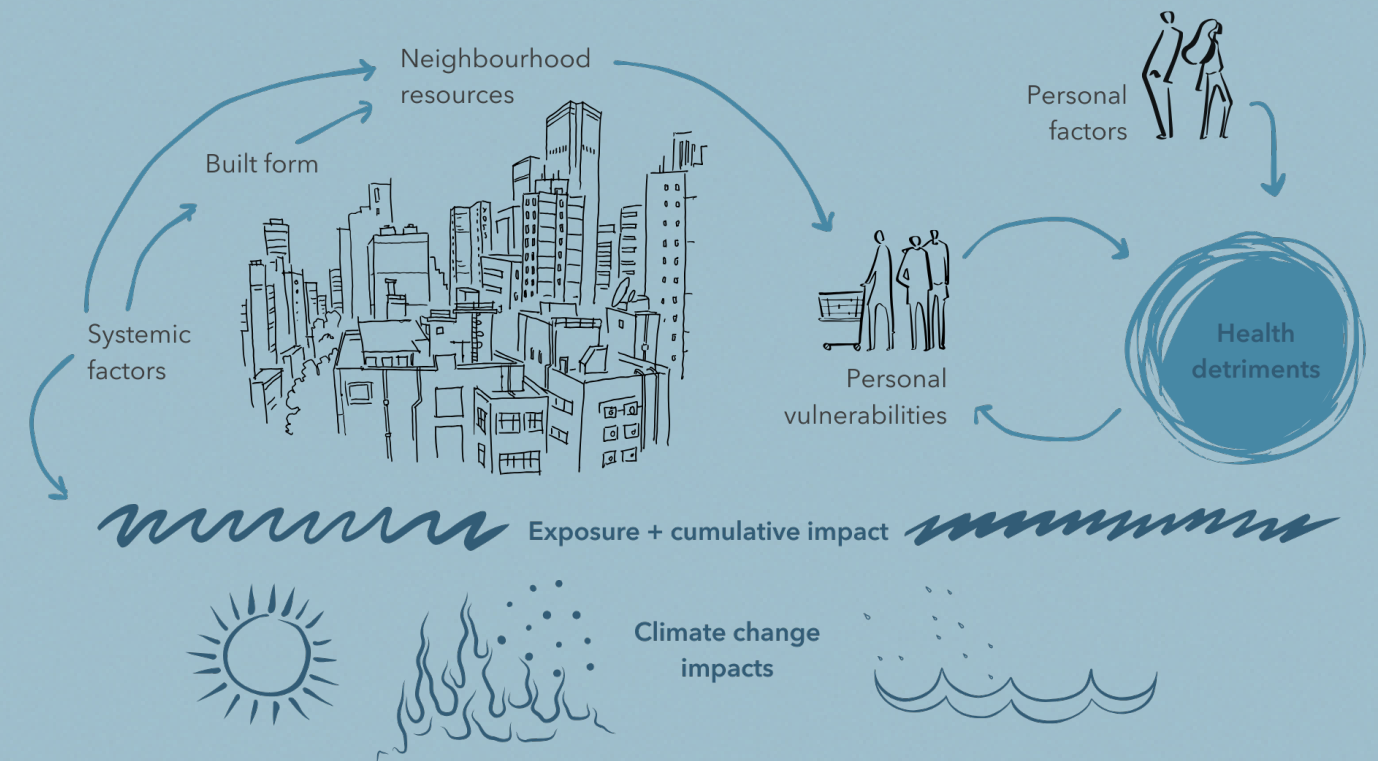 Neighbourhood
resources
Built form
Systemic
factors
Personal
factors
Personal
vulnerabilities
Health
detriments
Exposure + cumulative impact
Climate change
impacts